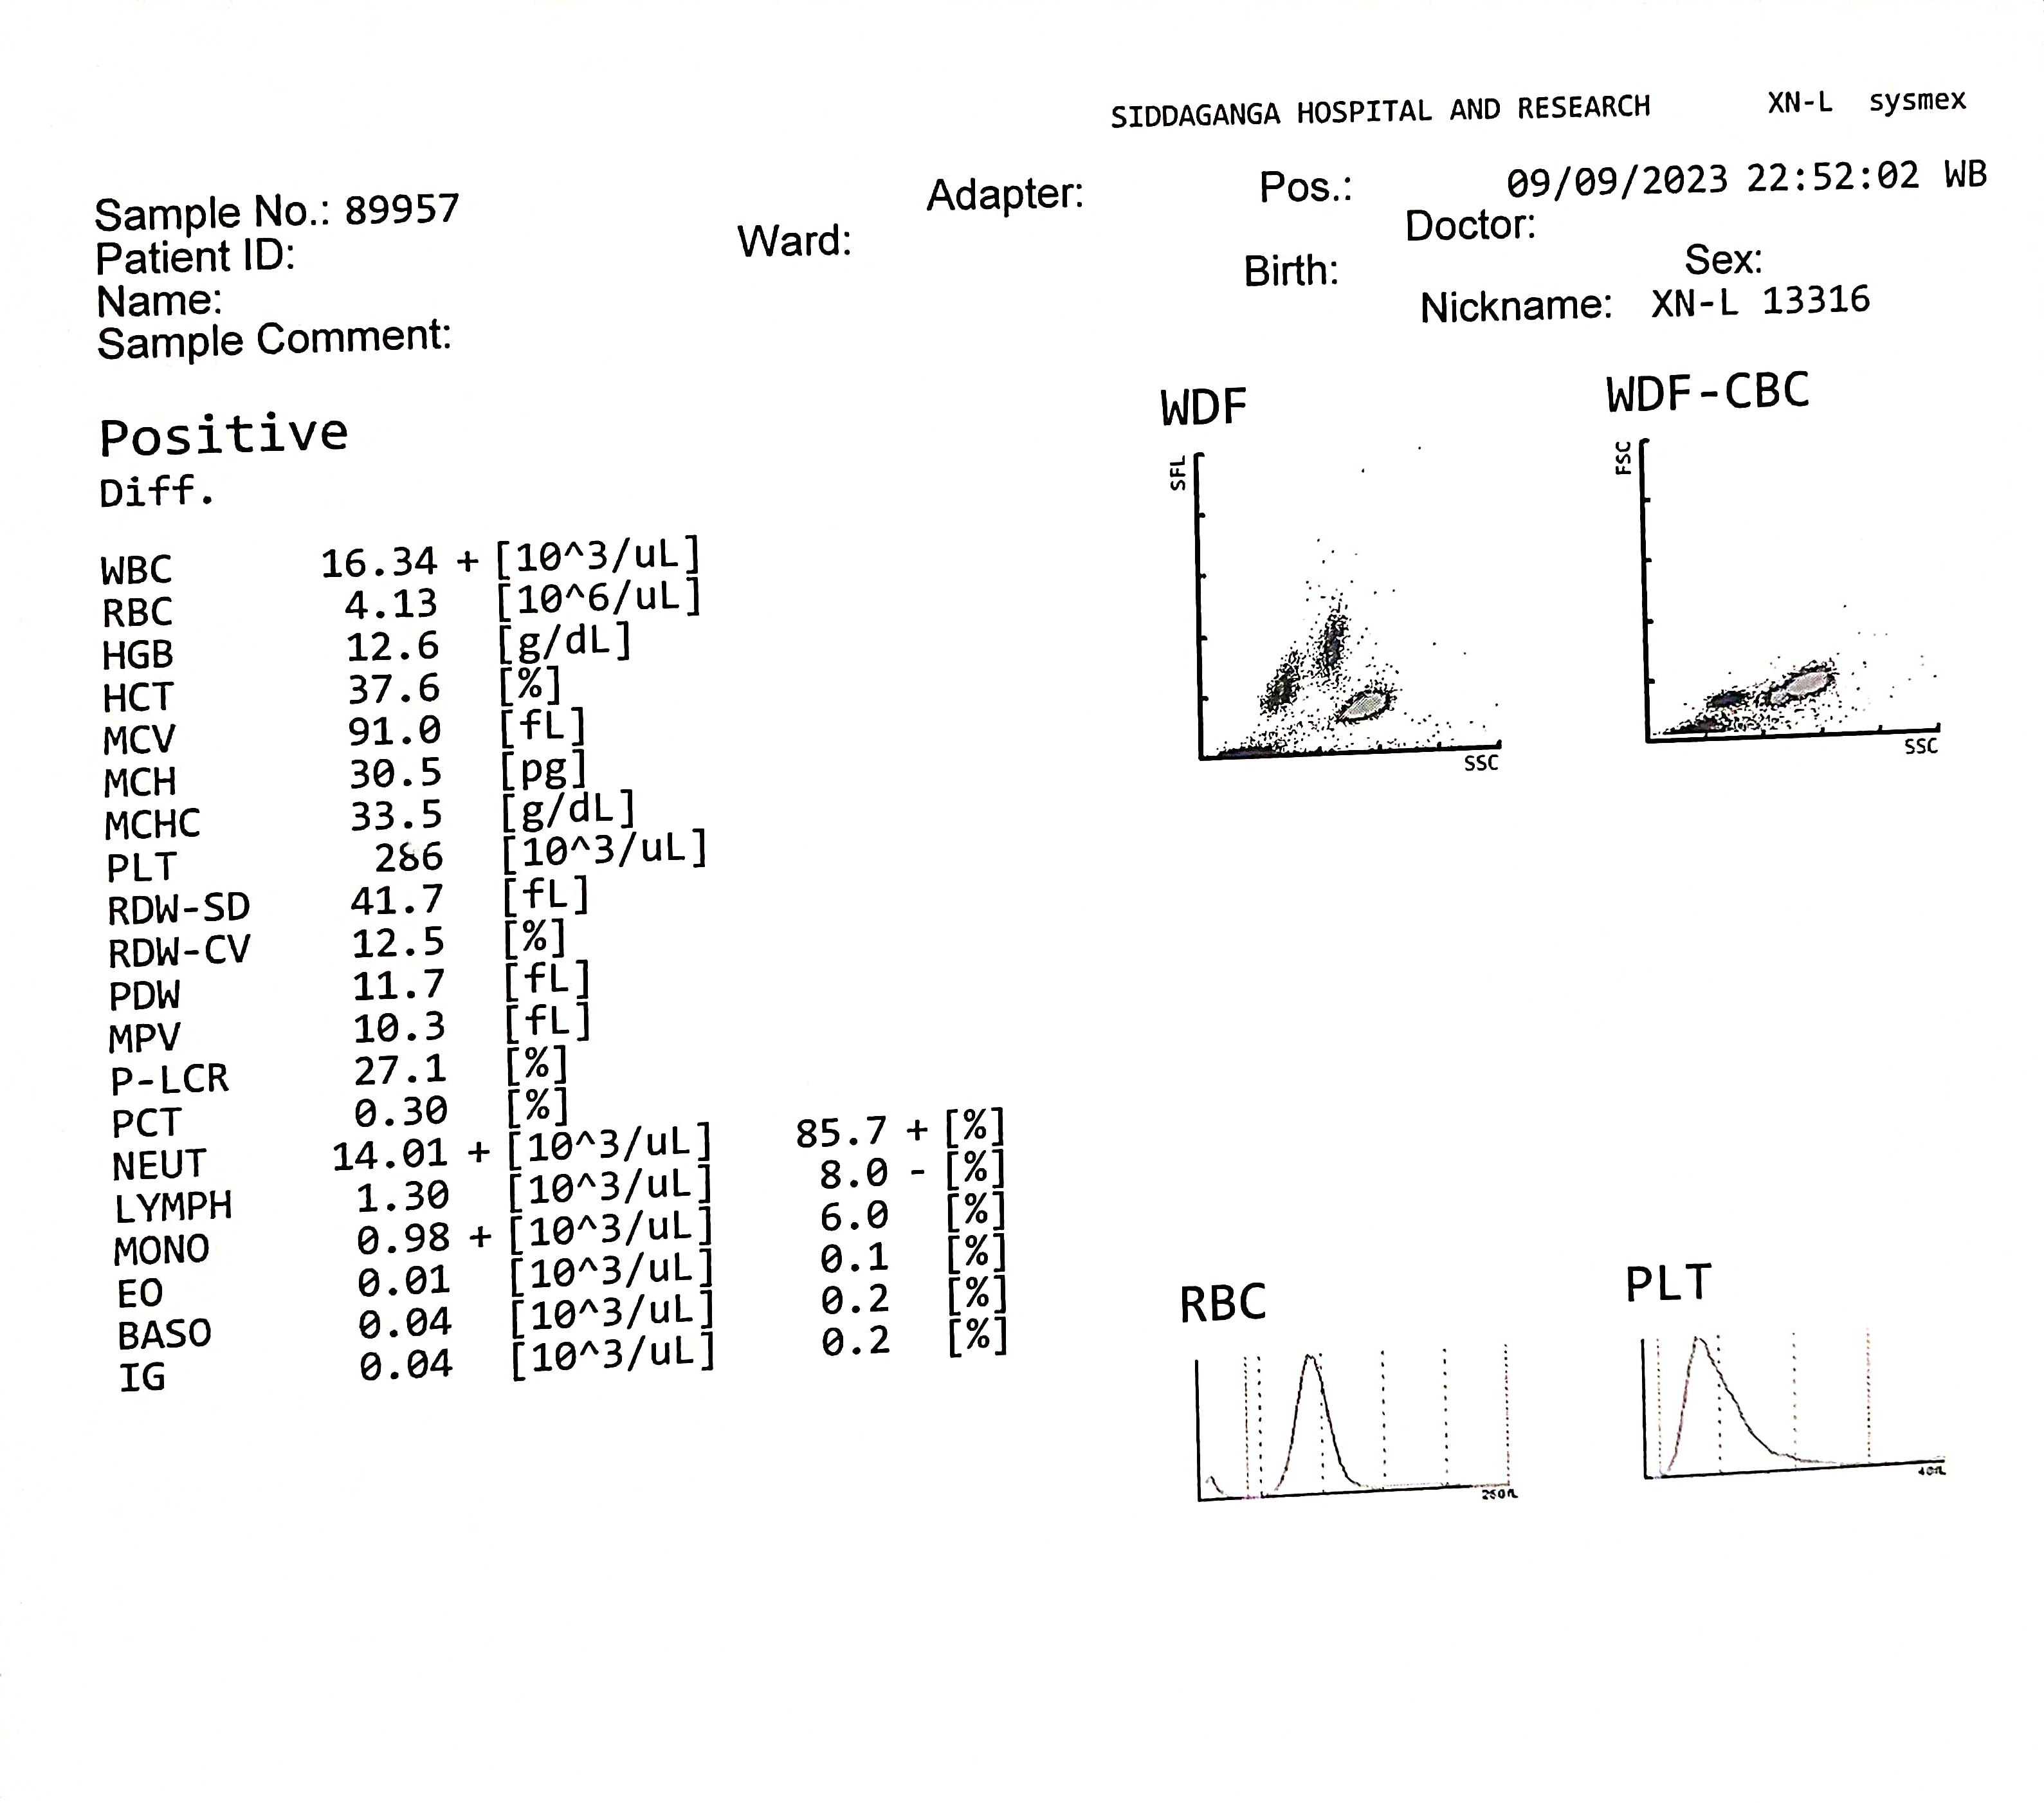 SIDDAGANGA HOSPITAL AND RESEARCH XN-L sysmex
Sample No.: 89957 Adapter: Pos.: 09/09/2023 22:52:02 WB
Patient ID: Ward: Doctor:
Name: Birth: Sex:
Sample Comment: Nickname: XN-L 13316
Positive
Diff.
WBC 16.34 + [10^3/uL]
RBC 4.13 [10^6/uL]
HGB 12.6 [g/dL]
HCT 37.6 [%]
MCV 91.0 [fL]
MCH 30.5 [pg]
MCHC 33.5 [g/dL]
PLT 286 [10^3/uL]
RDW-SD 41.7 [fL]
RDW-CV 12.5 [%]
PDW 11.7 [fL]
MPV 10.3 [fL]
P-LCR 27.1 [%]
PCT 0.30 [%]
NEUT 14.01 + [10^3/uL] 85.7 + [%]
LYMPH 1.30 [10^3/uL] 8.0 - [%]
MONO 0.98 + [10^3/uL] 6.0 [%]
EO 0.01 [10^3/uL] 0.1 [%]
BASO 0.04 [10^3/uL] 0.2 [%]
IG 0.04 [10^3/uL] 0.2 [%]
WDF
SFL
SSC
WDF-CBC
FSC
SSC
RBC
250fL
PLT
40fL